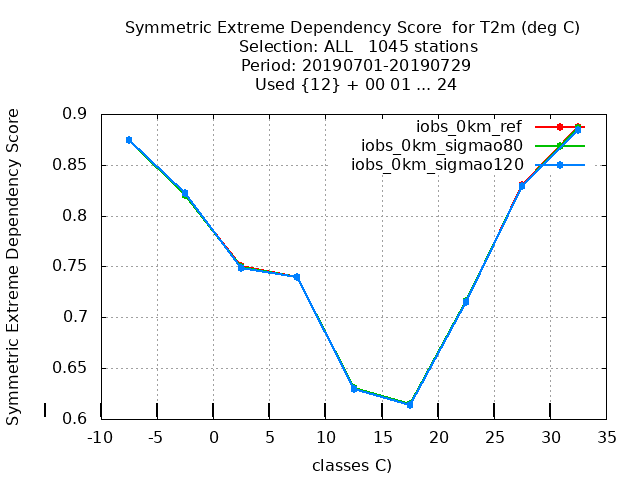 Symmetric Extreme Dependency Score  for T2m (deg C)
Selection: ALL   1045 stations
Period: 20190701-20190729
Used {12} + 00 01 ... 24
Symmetric Extreme Dependency Score
0.9
0.85
0.8
0.75
0.7
0.65
0.6
iobs_0km_ref
iobs_0km_sigmao80
iobs_0km_sigmao120
-10 -5 0 5 10 15 20 25 30 35
classes C)